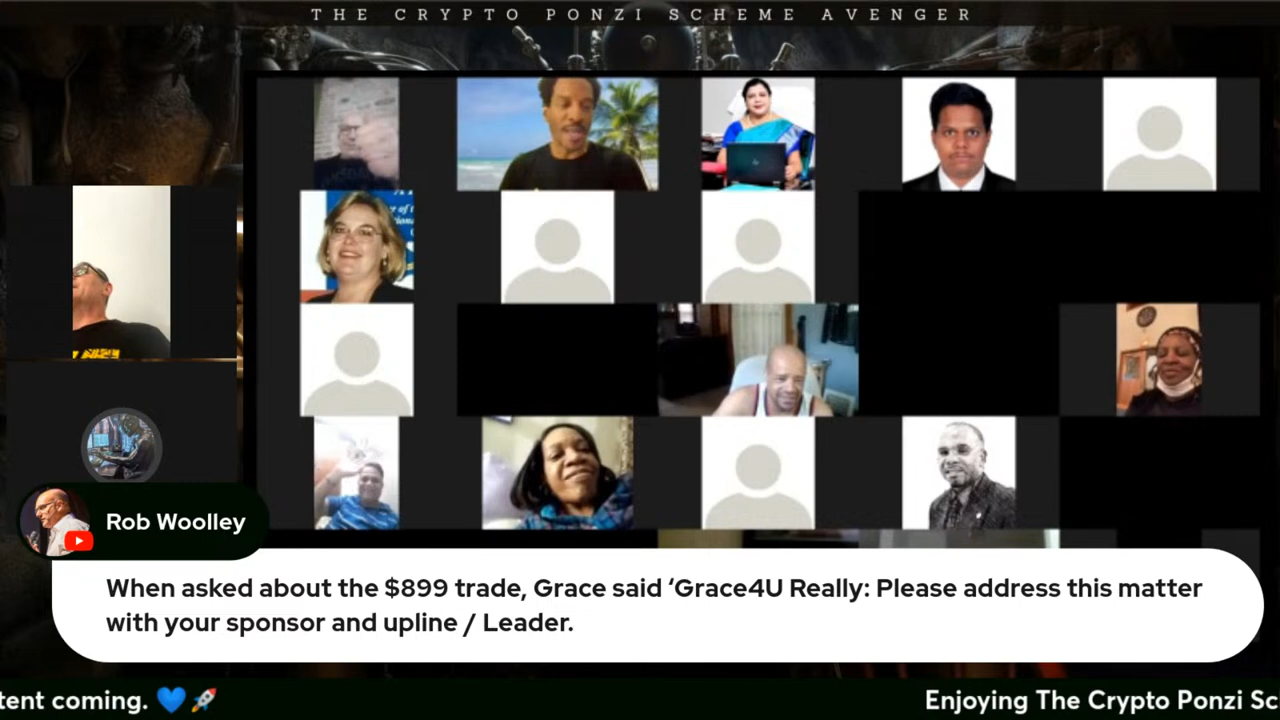 THE CRYPTO PONZI SCHEME AVENGER
Rob Woolley
When asked about the $899 trade, Grace said ‘Grace4U Really: Please address this matter
with your sponsor and upline / Leader.
tent coming. 💙🚀 Enjoying The Crypto Ponzi Sc